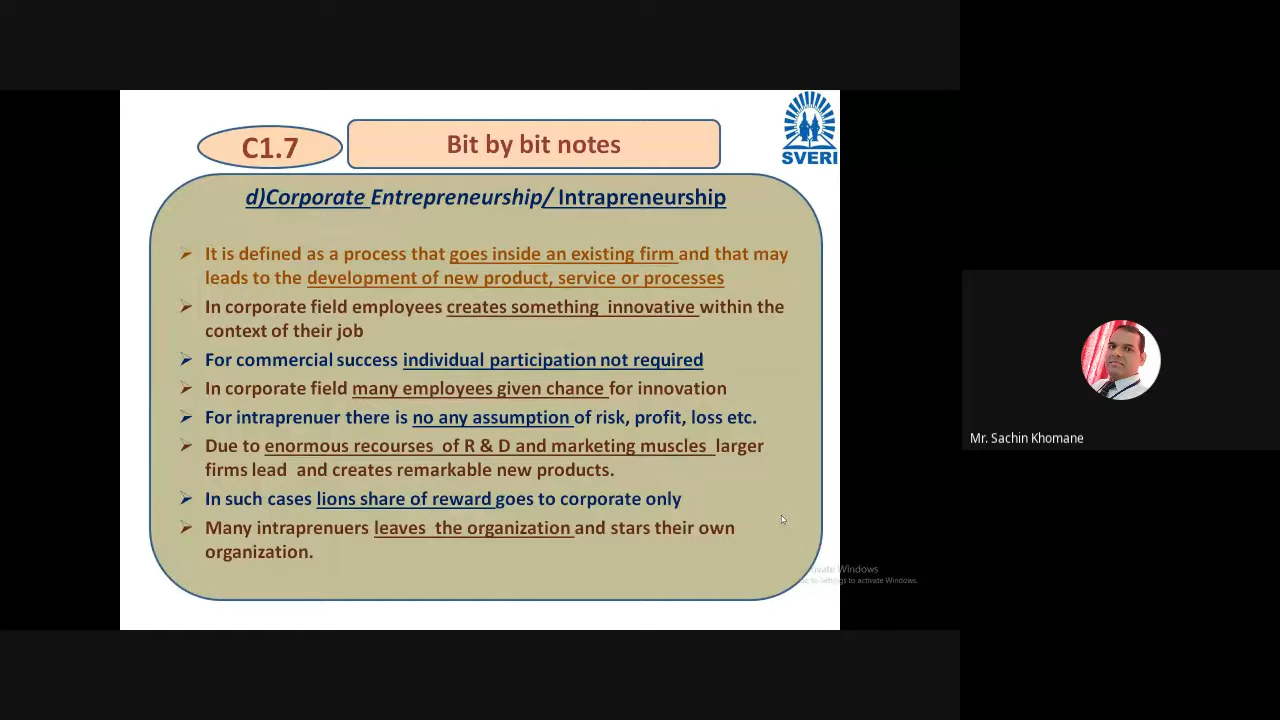 C1.7
Bit by bit notes
SVERI
d)Corporate Entrepreneurship/ Intrapreneurship
➢ It is defined as a process that goes inside an existing firm and that may
leads to the development of new product, service or processes
➢ In corporate field employees creates something innovative within the
context of their job
➢ For commercial success individual participation not required
➢ In corporate field many employees given chance for innovation
➢ For intraprenuer there is no any assumption of risk, profit, loss etc.
➢ Due to enormous recourses of R & D and marketing muscles larger
firms lead and creates remarkable new products.
➢ In such cases lions share of reward goes to corporate only
➢ Many intraprenuers leaves the organization and stars their own
organization.
Windows
to Settings to activate Windows.
Mr. Sachin Khomane